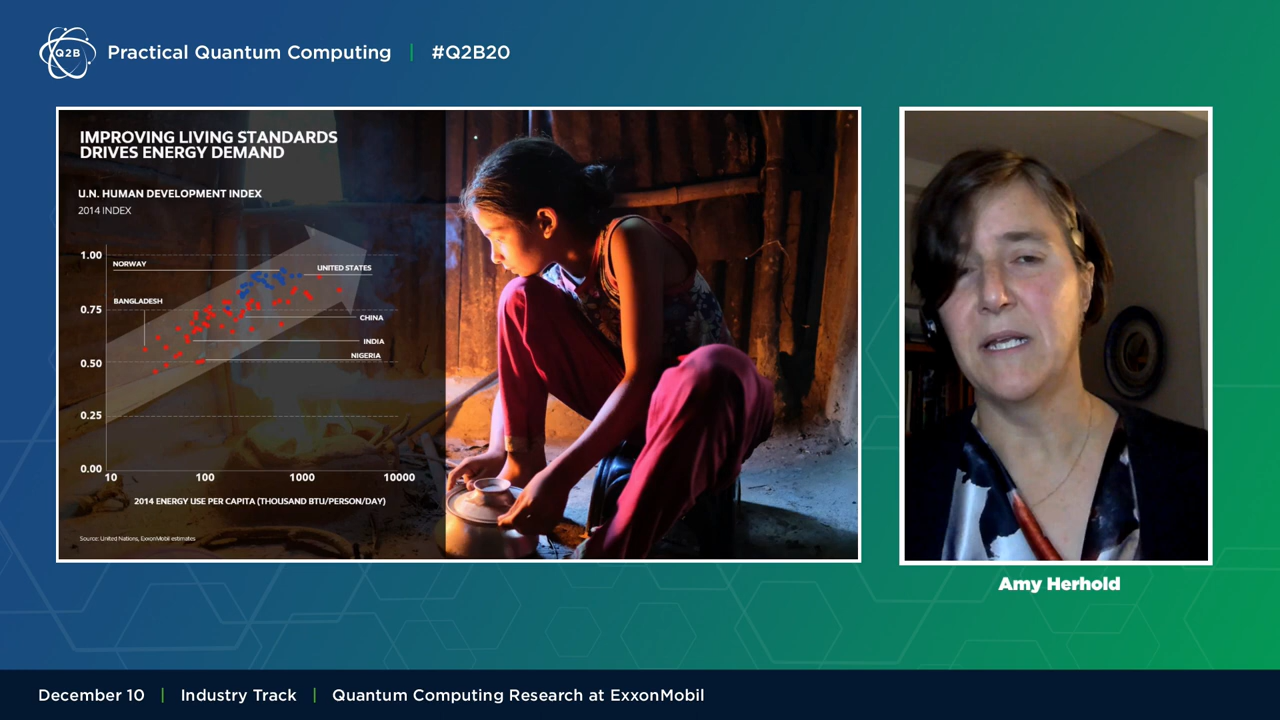 Q2B
Practical Quantum Computing | #Q2B20
IMPROVING LIVING STANDARDS
DRIVES ENERGY DEMAND
U.N. HUMAN DEVELOPMENT INDEX
2014 INDEX
1.00
NORWAY
UNITED STATES
BANGLADESH
0.75
CHINA
INDIA
NIGERIA
0.50
0.25
0.00
10 100 1000 10000
2014 ENERGY USE PER CAPITA (THOUSAND BTU/PERSON/DAY)
Source: United Nations, ExxonMobil estimates
Amy Herhold
December 10 | Industry Track | Quantum Computing Research at ExxonMobil